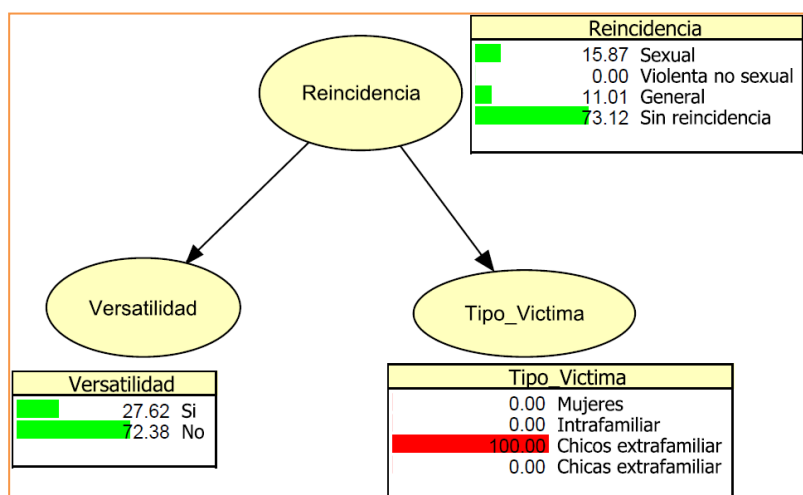 Reincidencia
Reincidencia
15.87 Sexual
0.00 Violenta no sexual
11.01 General
73.12 Sin reincidencia
Versatilidad
Tipo_Victima
Versatilidad
27.62 Si
72.38 No
Tipo_Victima
0.00 Mujeres
0.00 Intrafamiliar
100.00 Chicos extrafamiliar
0.00 Chicas extrafamiliar